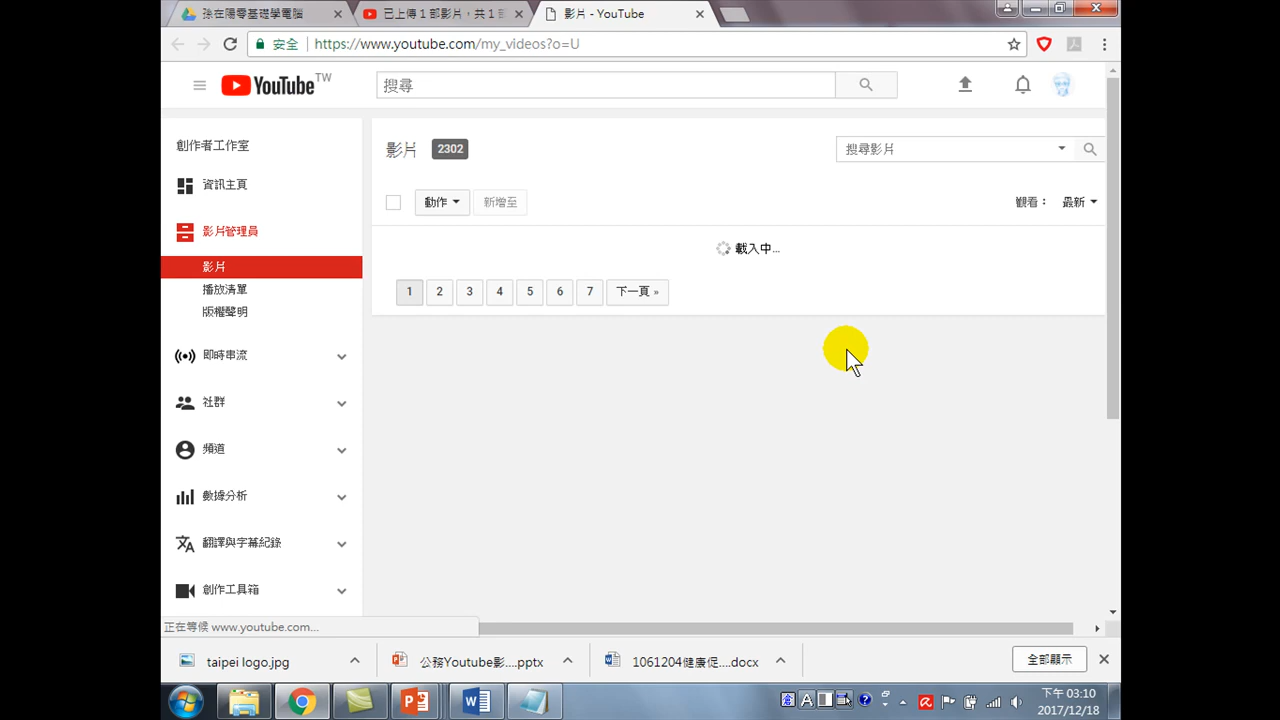 孫在陽零基礎學電腦
已上傳 1 部影片，共 1 部
影片 - YouTube
安全 https://www.youtube.com/my_videos?o=U
YouTube TW
搜尋
創作者工作室
影片 2302
搜尋影片
資訊主頁
動作
新增至
觀看：
最新
影片管理員
載入中...
影片
播放清單
1
2
3
4
5
6
7
下一頁 »
版權聲明
即時串流
社群
頻道
數據分析
翻譯與字幕紀錄
創作工具箱
正在等候 www.youtube.com...
taipei logo.jpg
公務Youtube影....pptx
1061204健康促....docx
全部顯示
下午 03:10
2017/12/18